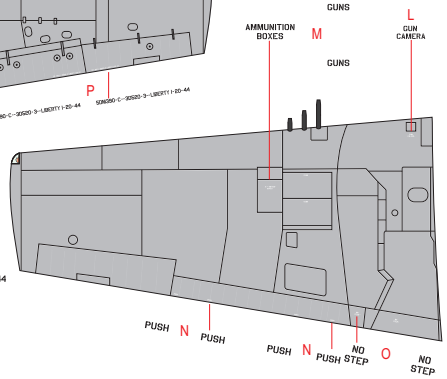 GUNS
L
AMMUNITION
BOXES
M
GUN
CAMERA
GUNS
P
N
PUSH
PUSH
N
PUSH
PUSH
NO
STEP
O
NO
STEP